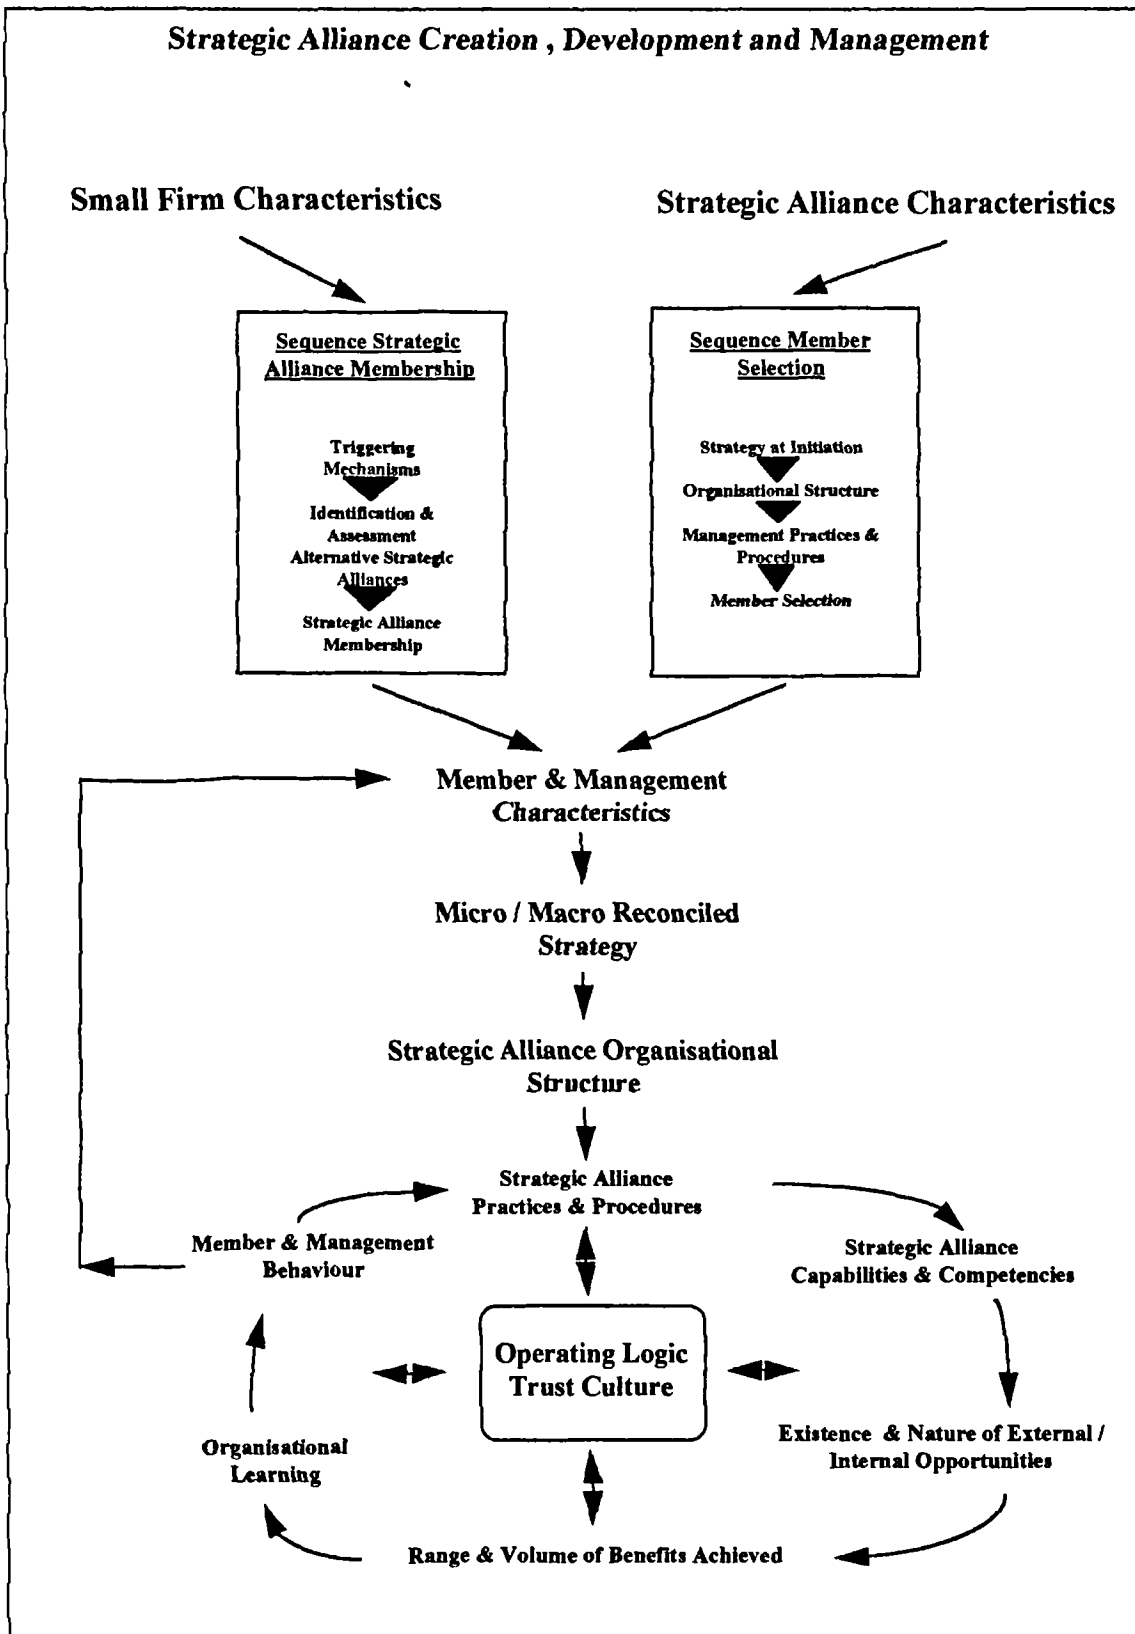 Strategic Alliance Creation , Development and Management
Small Firm Characteristics
Strategic Alliance Characteristics
Sequence Strategic
Alliance Membership
Triggering
Mechanisms
Identification &
Assessment
Alternative Strategic
Alliances
Strategic Alliance
Membership
Sequence Member
Selection
Strategy at Initiation
Organisational Structure
Management Practices &
Procedures
Member Selection
Member & Management
Characteristics
Micro / Macro Reconciled
Strategy
Strategic Alliance Organisational
Structure
Strategic Alliance
Practices & Procedures
Member & Management
Behaviour
Strategic Alliance
Capabilities & Competencies
Operating Logic
Trust Culture
Organisational
Learning
Existence & Nature of External /
Internal Opportunities
Range & Volume of Benefits Achieved